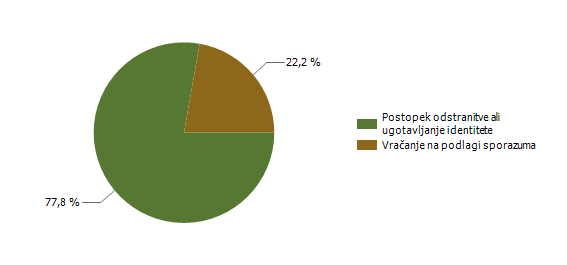 22,2 %
77,8 %
Postopek odstranitve ali
ugotavljanje identitete
Vračanje na podlagi sporazuma